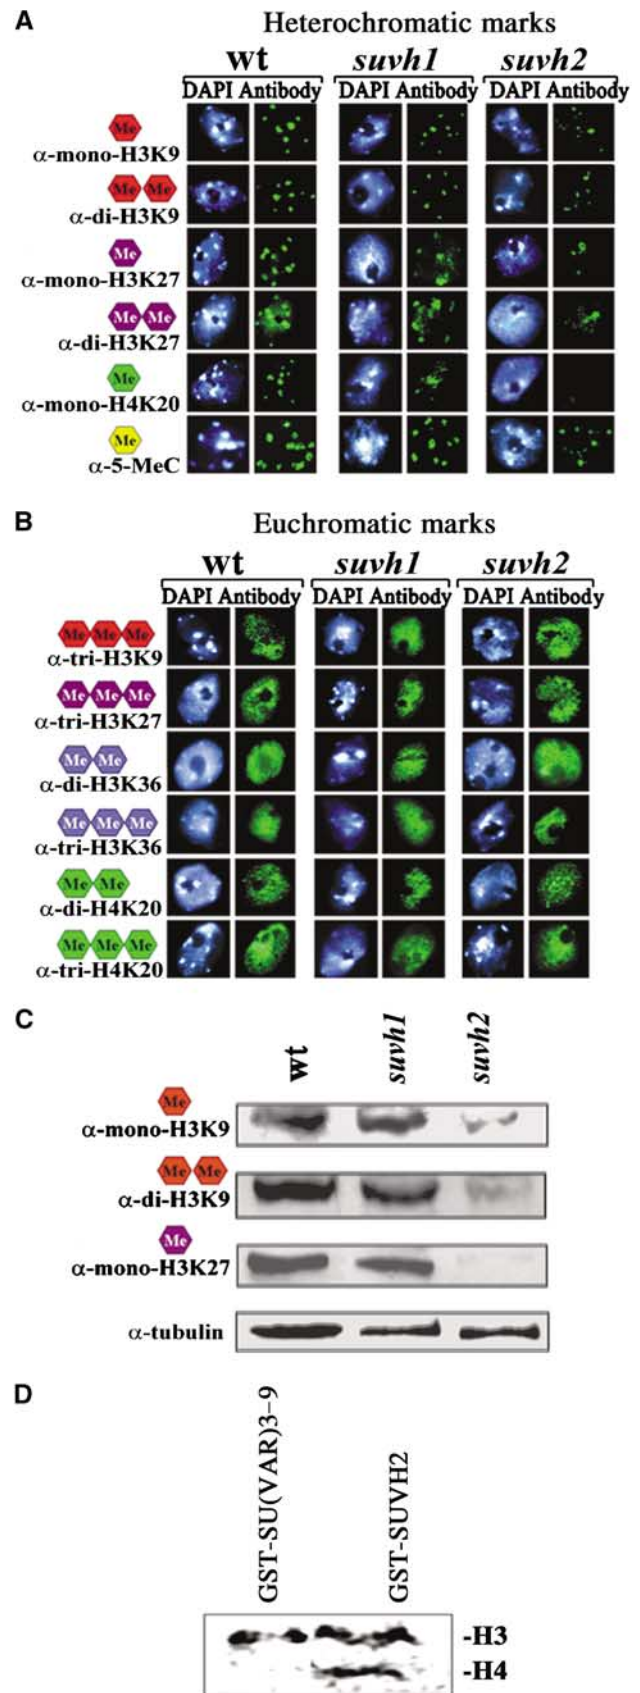 A
Heterochromatic marks
wt suvh1 suvh2
DAPI Antibody DAPI Antibody DAPI Antibody
Me
α-mono-H3K9
Me Me
α-di-H3K9
Me
α-mono-H3K27
Me Me
α-di-H3K27
Me
α-mono-H4K20
Me
α-5-MeC
B
Euchromatic marks
wt suvh1 suvh2
DAPI Antibody DAPI Antibody DAPI Antibody
Me Me Me
α-tri-H3K9
Me Me Me
α-tri-H3K27
Me Me
α-di-H3K36
Me Me Me
α-tri-H3K36
Me Me
α-di-H4K20
Me Me Me
α-tri-H4K20
C
wt suvh1 suvh2
Me
α-mono-H3K9
Me Me
α-di-H3K9
Me
α-mono-H3K27
α-tubulin
D
GST-SU(VAR)3-9
GST-SUVH2
-H3
-H4